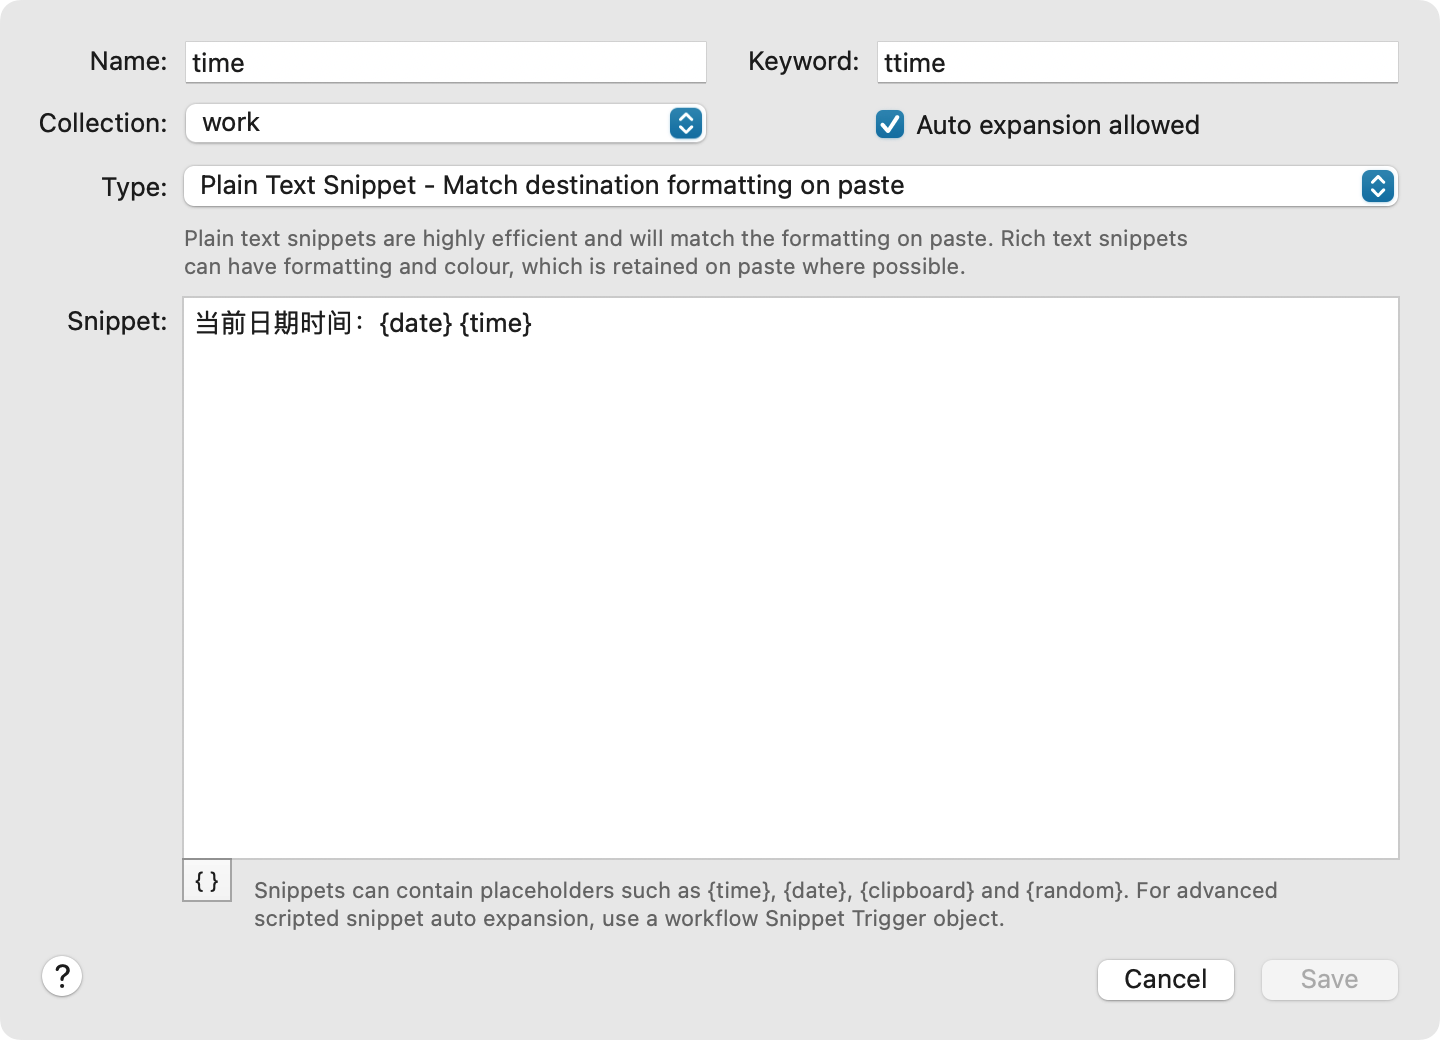 Name: time Keyword: ttime
Collection: work Auto expansion allowed
Type: Plain Text Snippet - Match destination formatting on paste
Plain text snippets are highly efficient and will match the formatting on paste. Rich text snippets
can have formatting and colour, which is retained on paste where possible.
Snippet: 当前日期时间：{date} {time}
{ } Snippets can contain placeholders such as {time}, {date}, {clipboard} and {random}. For advanced
scripted snippet auto expansion, use a workflow Snippet Trigger object.
? Cancel Save